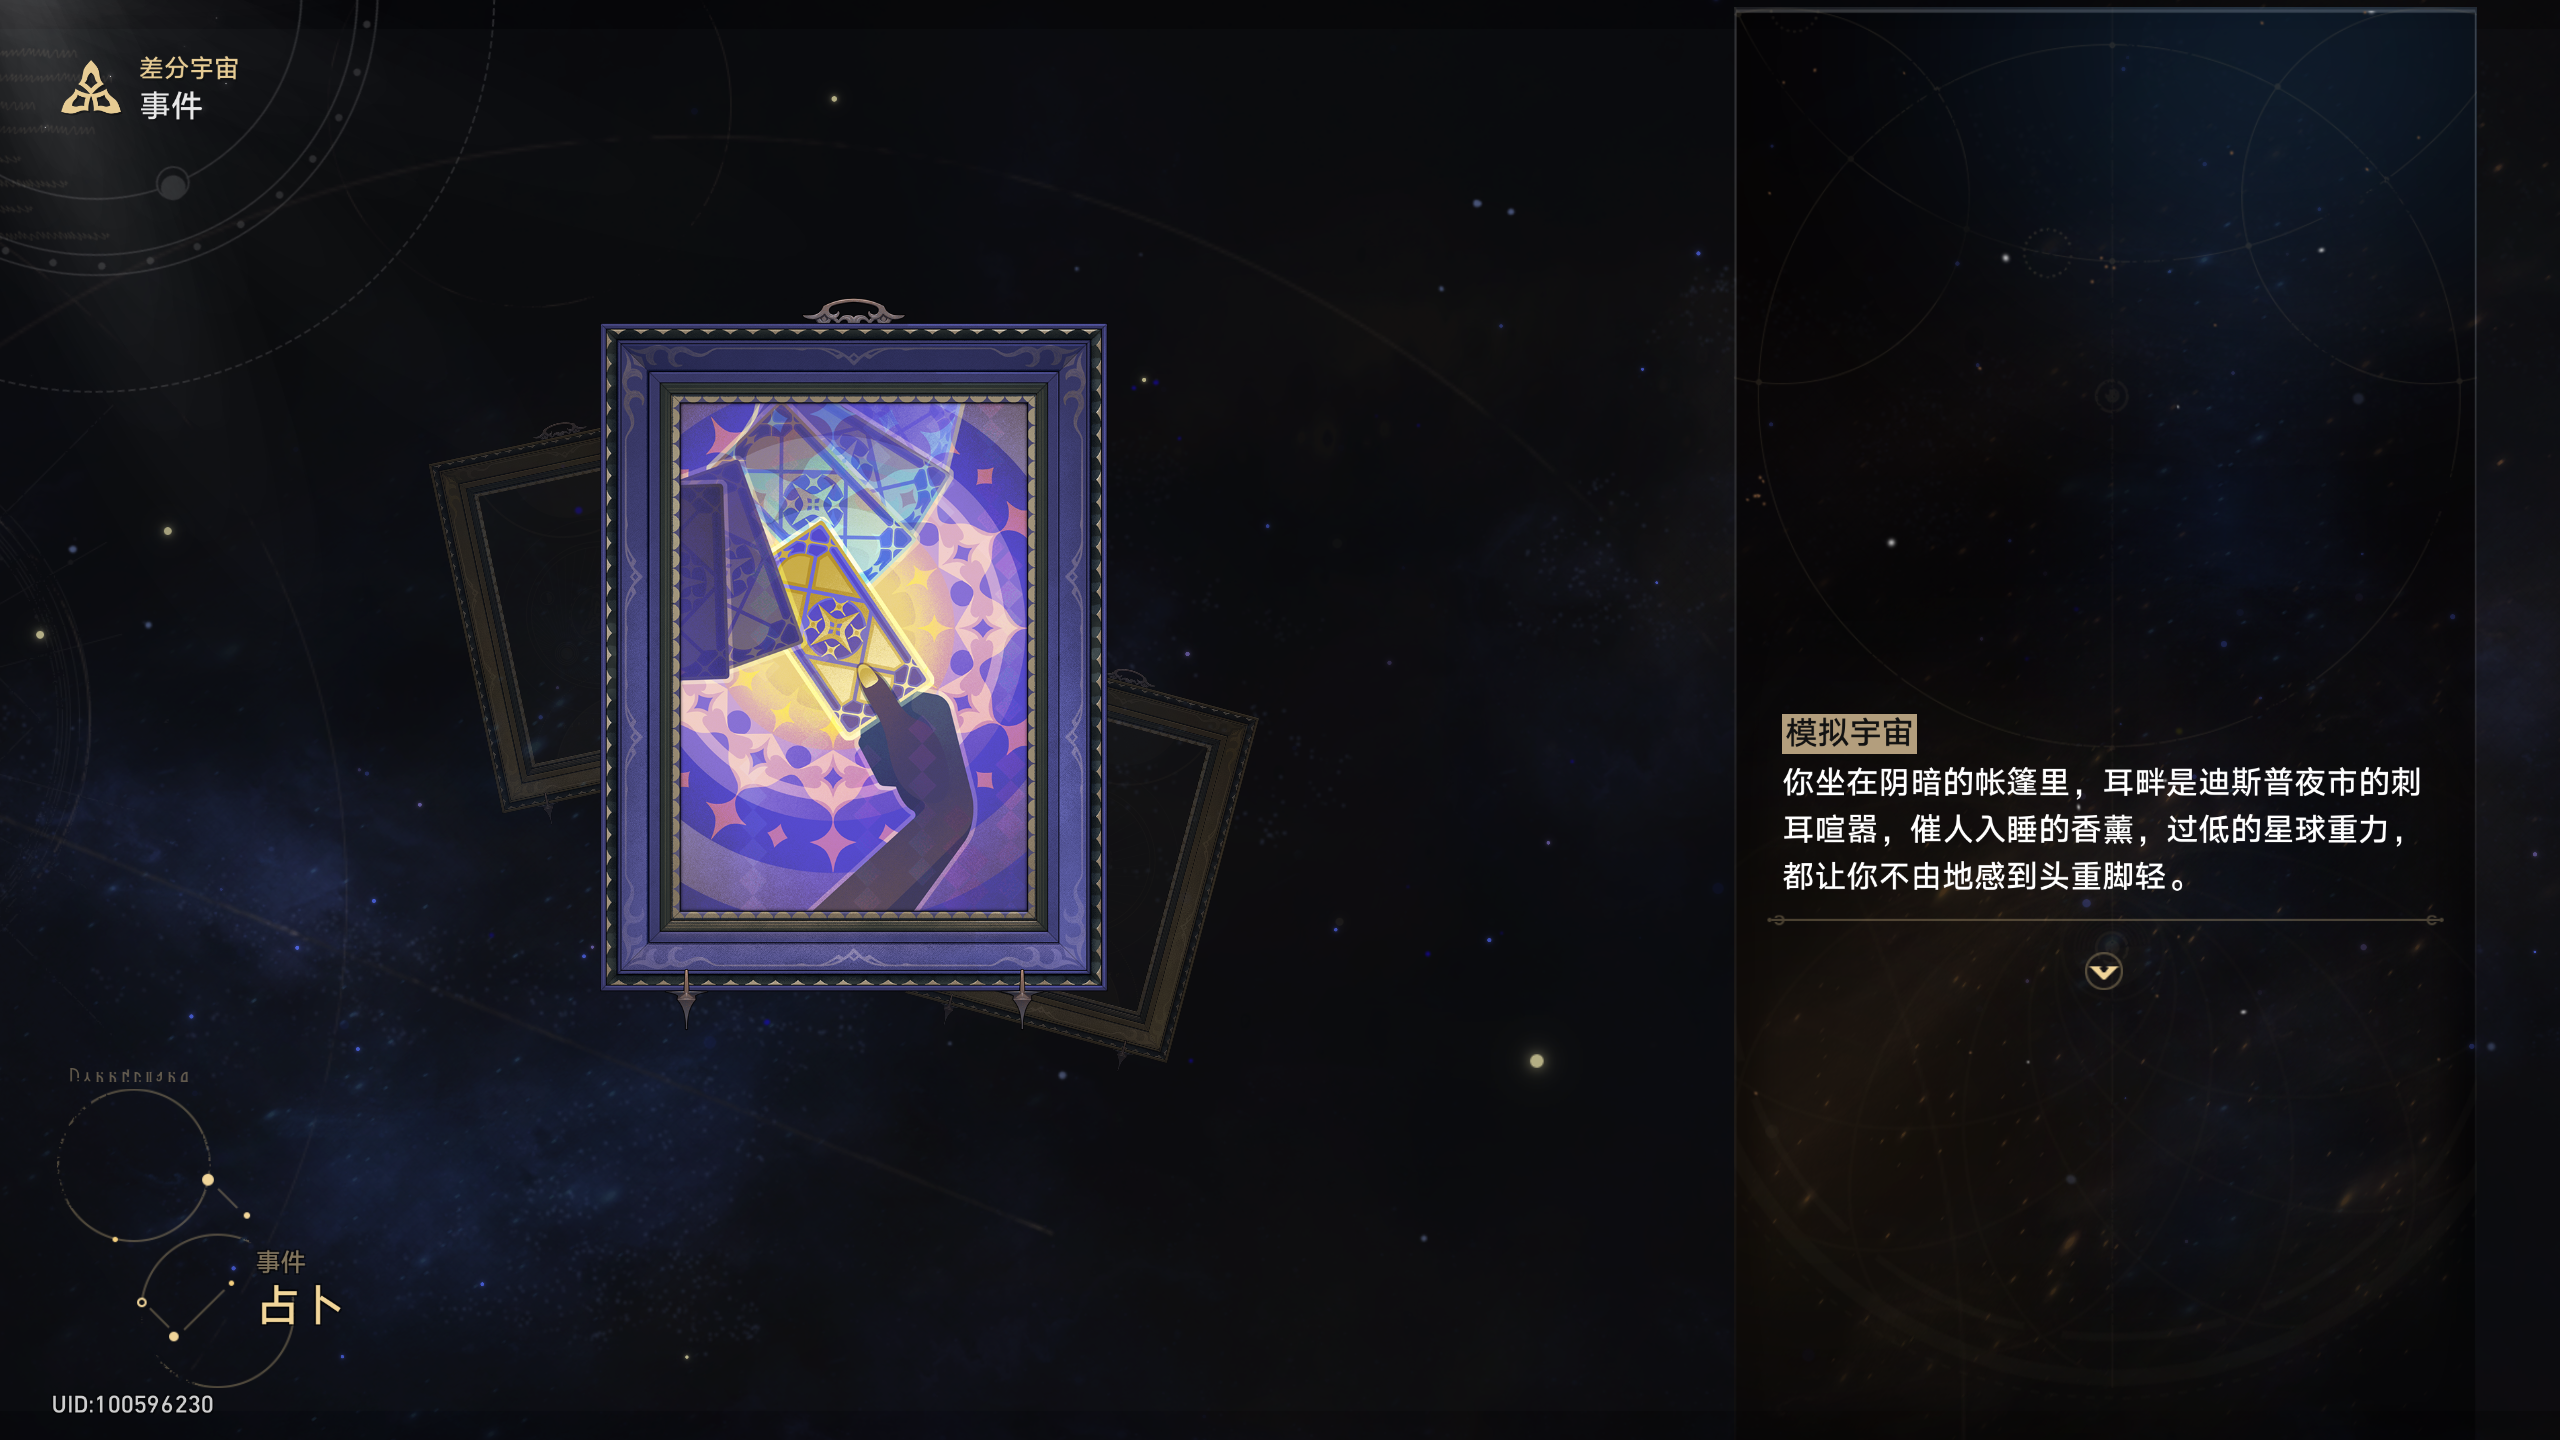 差分宇宙
事件
模拟宇宙
你坐在阴暗的帐篷里，耳畔是迪斯普夜市的刺
耳喧嚣，催人入睡的香薰，过低的星球重力，
都让你不由地感到头重脚轻。
事件
占卜
UID:100596230